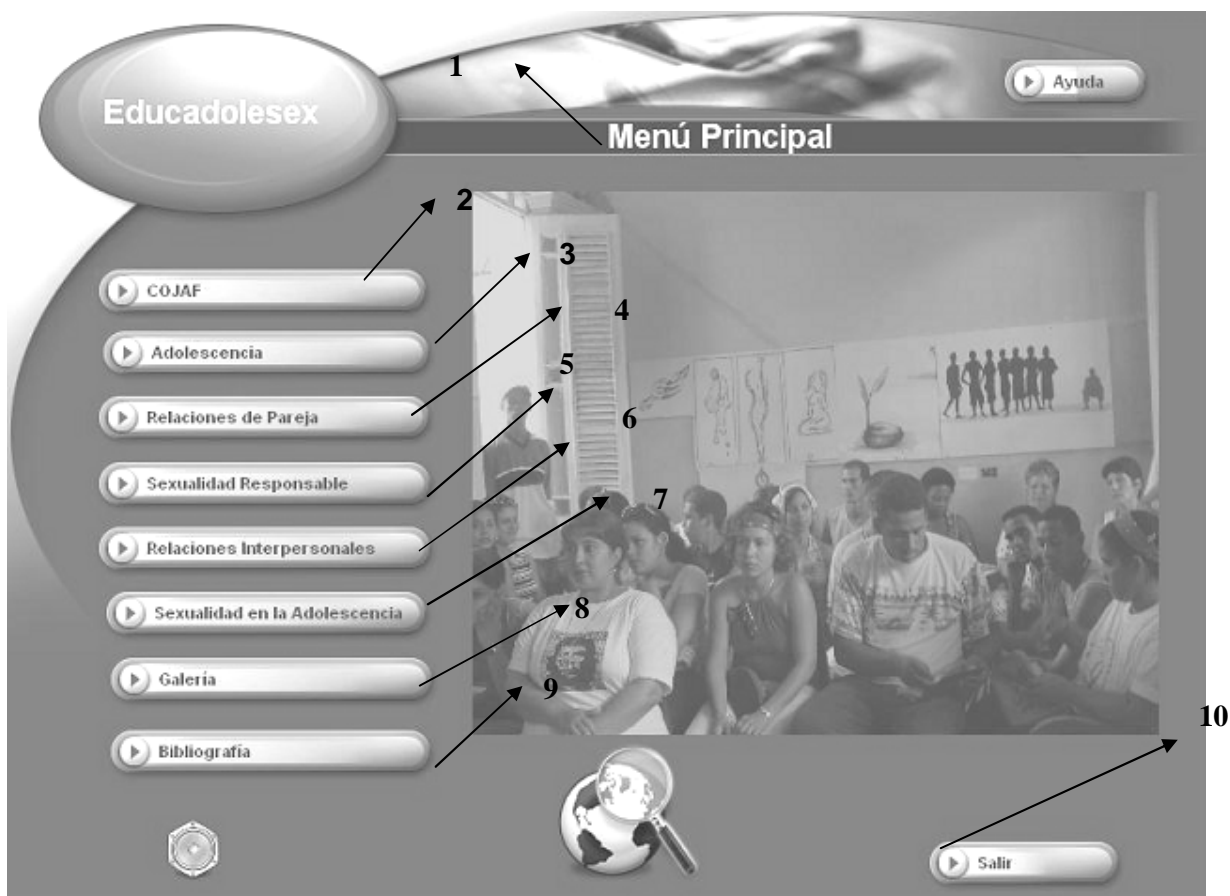 1
Ayuda
Educadolesex
Menú Principal
2
3
COJAF
4
Adolescencia
5
Relaciones de Pareja
6
Sexualidad Responsable
7
Relaciones Interpersonales
Sexualidad en la Adolescencia
8
Galería
9
10
Bibliografía
Salir